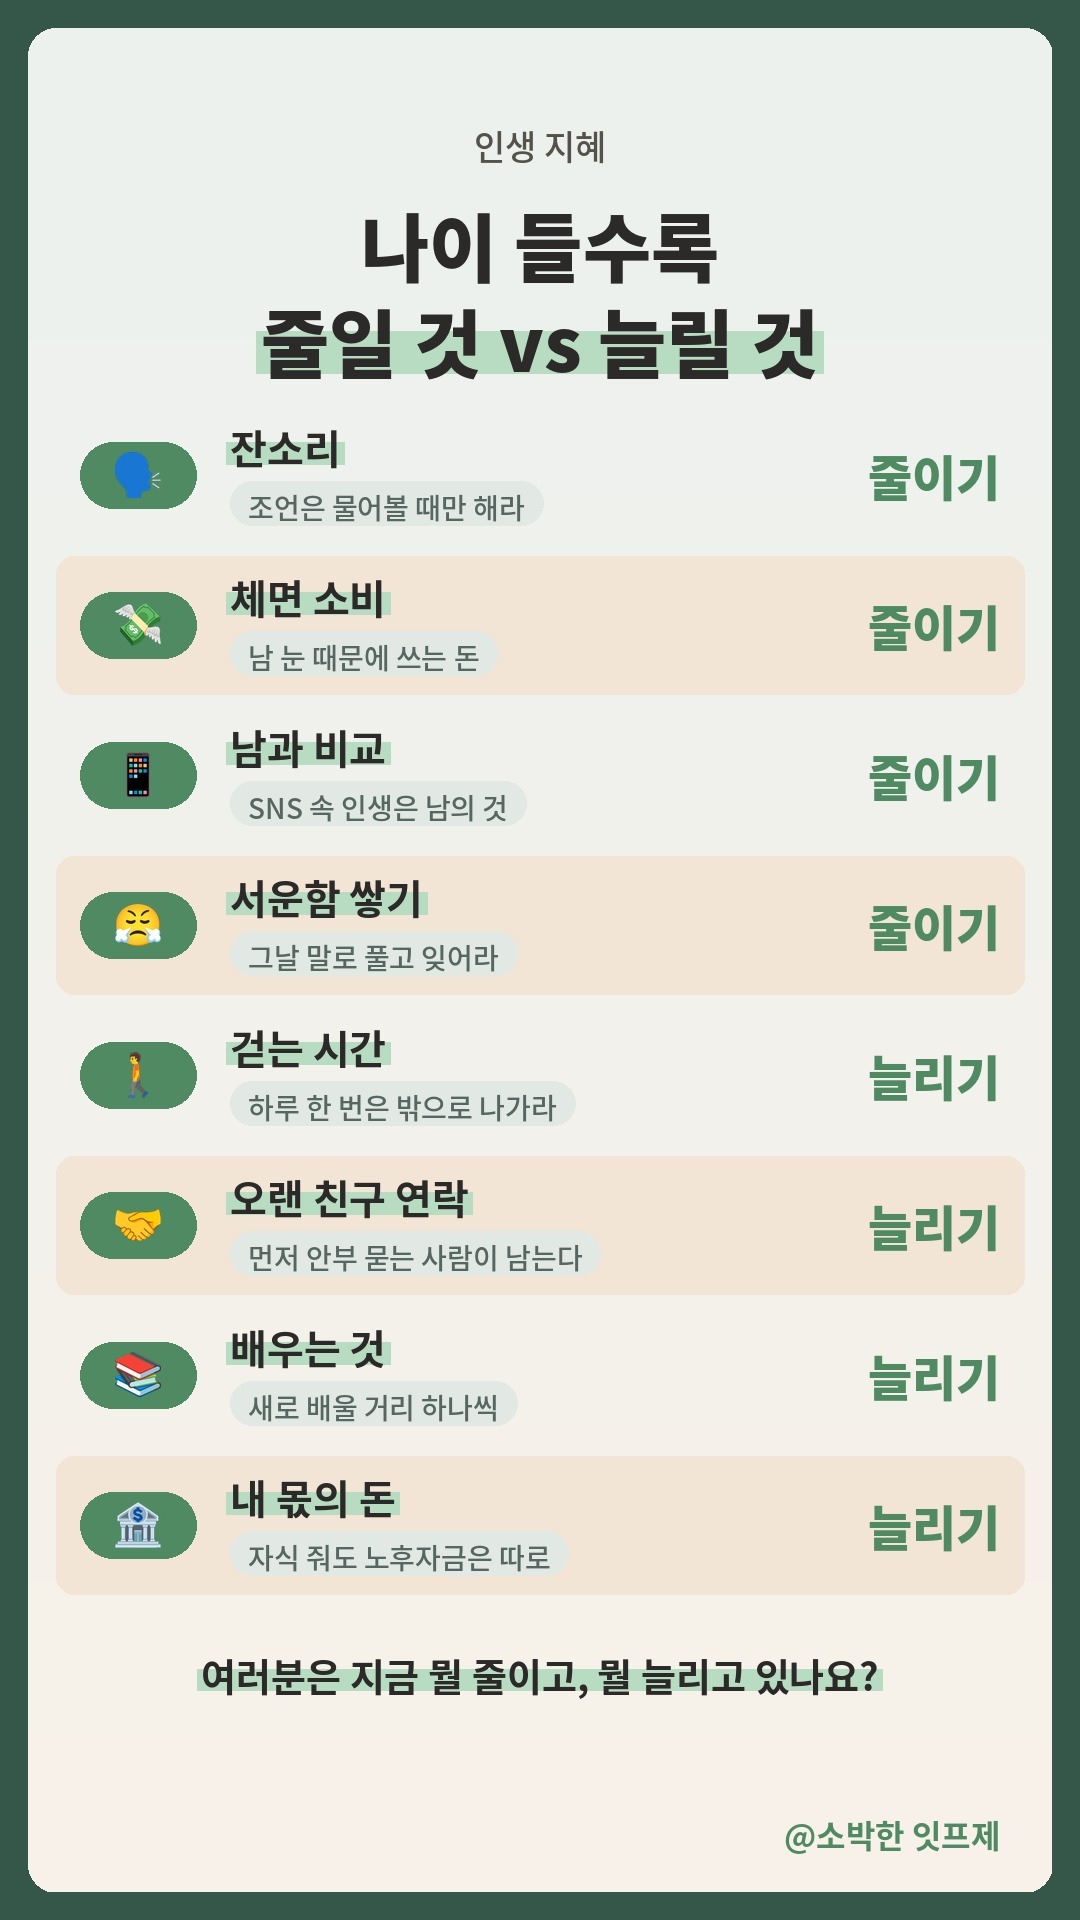 인생 지혜
나이 들수록
줄일 것 vs 늘릴 것
잔소리
조언은 물어볼 때만 해라
줄이기
체면 소비
남 눈 때문에 쓰는 돈
줄이기
남과 비교
SNS 속 인생은 남의 것
줄이기
서운함 쌓기
그날 말로 풀고 잊어라
줄이기
걷는 시간
하루 한 번은 밖으로 나가라
늘리기
오랜 친구 연락
먼저 안부 묻는 사람이 남는다
늘리기
배우는 것
새로 배울 거리 하나씩
늘리기
내 몫의 돈
자식 줘도 노후자금은 따로
늘리기
여러분은 지금 뭘 줄이고, 뭘 늘리고 있나요?
@소박한 잇프제